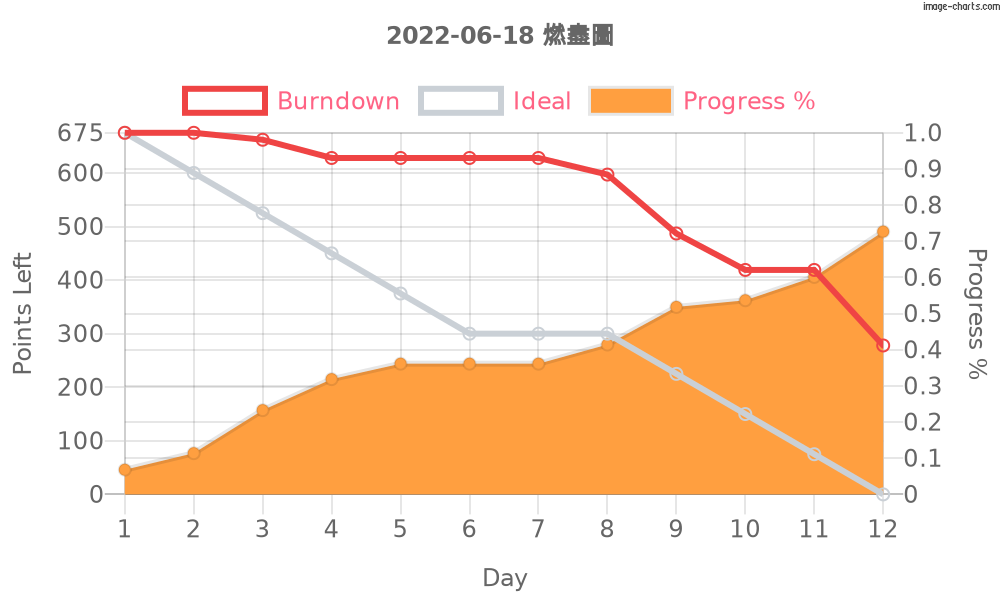 image-charts.com
2022-06-18 燃盡圖
Burndown Ideal Progress %
675 1.0
600 0.9
500 0.8
400 0.7
300 0.6
200 0.5
100 0.4
0 0.3
0.2
0.1
0
Points Left
Progress %
1 2 3 4 5 6 7 8 9 10 11 12
Day